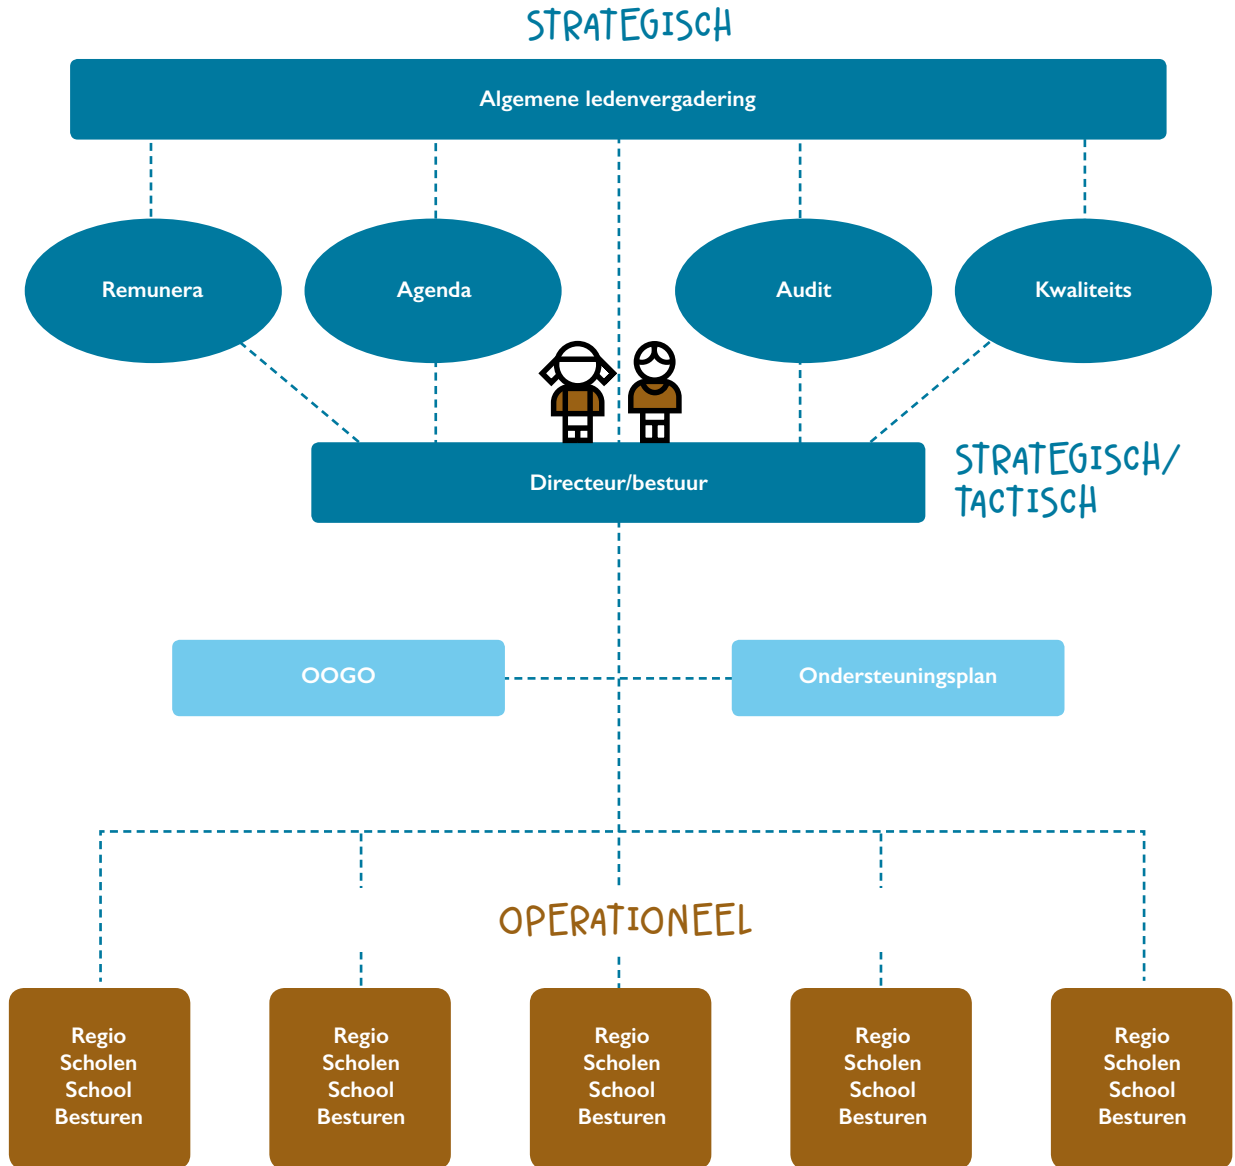 STRATEGISCH
Algemene ledenvergadering
Remunera
Agenda
Audit
Kwaliteits
Directeur/bestuur
STRATEGISCH/
TACTISCH
OOGO
Ondersteuningsplan
OPERATIONEEL
Regio
Scholen
School
Besturen
Regio
Scholen
School
Besturen
Regio
Scholen
School
Besturen
Regio
Scholen
School
Besturen
Regio
Scholen
School
Besturen